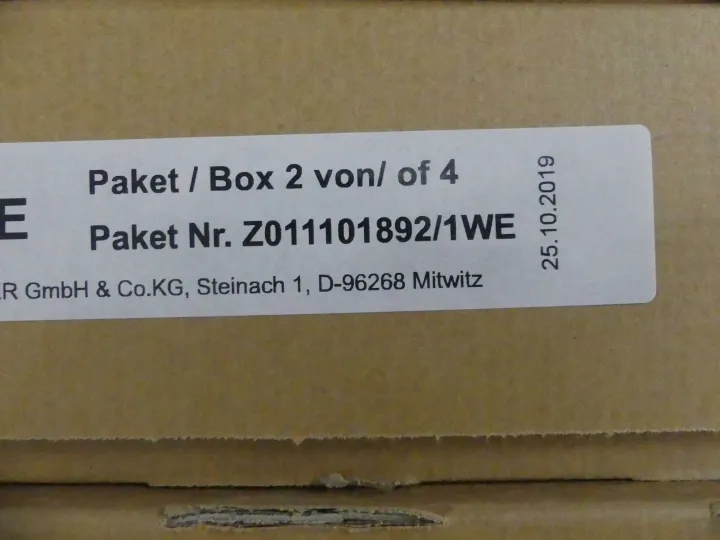 Paket / Box 2 von/ of 4
E
Paket Nr. Z011101892/1WE
R GmbH & Co.KG, Steinach 1, D-96268 Mitwitz
25.10.2019